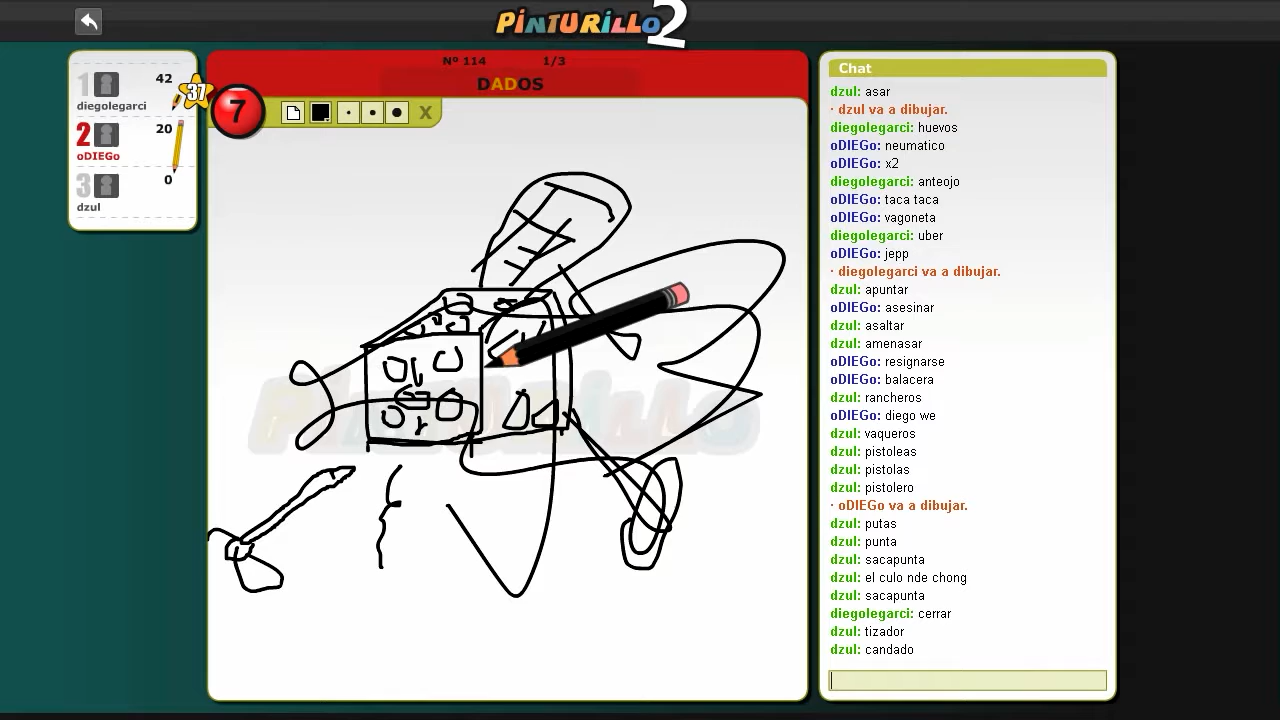 PINTURILLO 2
1 42 37
diegolegarci
2 20
oDIEGo
3 0
dzul
Nº 114 1/3
DADOS
7
X
PINTURILLO
Chat
dzul: asar
· dzul va a dibujar.
diegolegarci: huevos
oDIEGo: neumatico
oDIEGo: x2
diegolegarci: anteojo
oDIEGo: taca taca
oDIEGo: vagoneta
diegolegarci: uber
oDIEGo: jepp
· diegolegarci va a dibujar.
dzul: apuntar
oDIEGo: asesinar
dzul: asatar
dzul: amenasar
oDIEGo: resignarse
oDIEGo: balacera
dzul: rancheros
oDIEGo: diego we
dzul: vaqueros
dzul: pistoleas
dzul: pistolas
dzul: pistolero
· oDIEGo va a dibujar.
dzul: putas
dzul: punta
dzul: sacapunta
dzul: el culo nde chong
dzul: sacapunta
diegolegarci: cerrar
dzul: tizador
dzul: candado